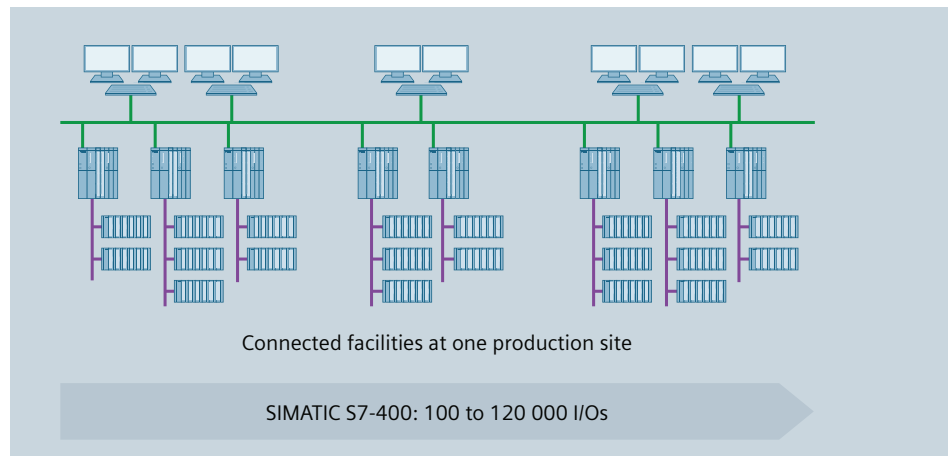 Connected facilities at one production site
SIMATIC S7-400: 100 to 120 000 I/Os